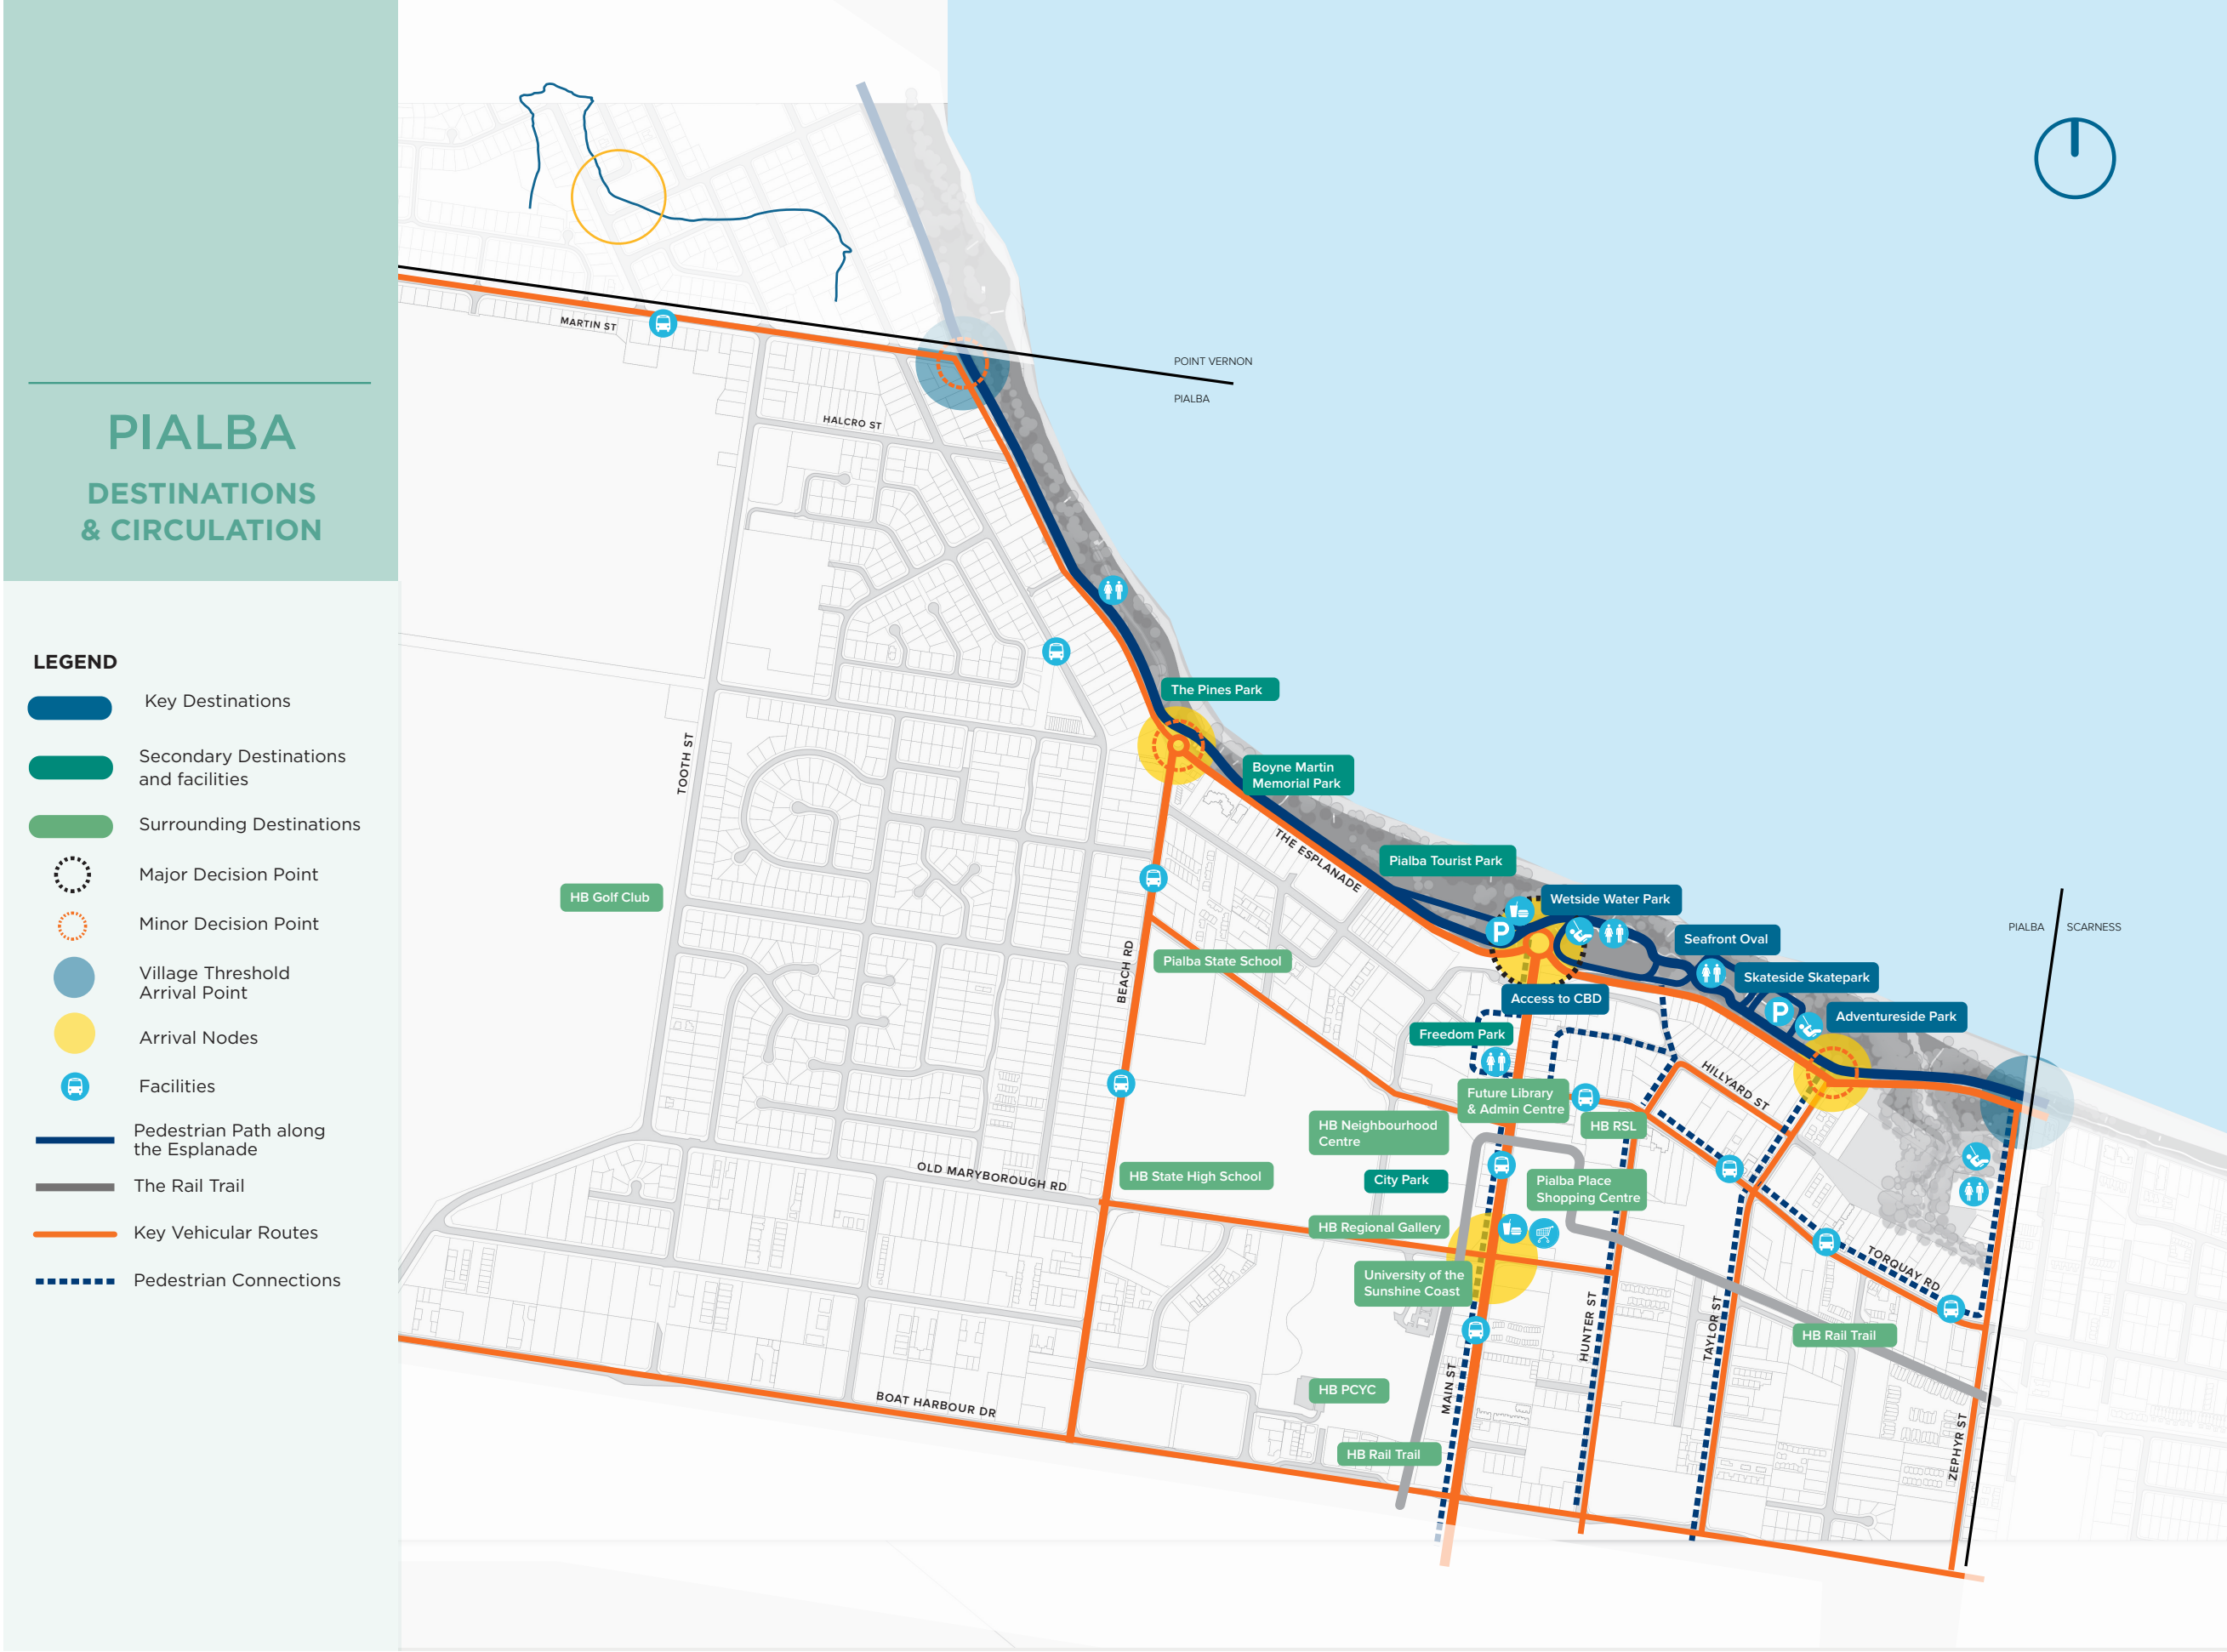 PIALBA
DESTINATIONS
& CIRCULATION
LEGEND
Key Destinations
Secondary Destinations
and facilities
Surrounding Destinations
Major Decision Point
Minor Decision Point
Village Threshold
Arrival Point
Arrival Nodes
Facilities
Pedestrian Path along
the Esplanade
The Rail Trail
Key Vehicular Routes
Pedestrian Connections
MARTIN ST
POINT VERNON
PIALBA
HALCRO ST
The Pines Park
TOOTH ST
Boyne Martin
Memorial Park
THE ESPLANADE
Pialba Tourist Park
HB Golf Club
Wetside Water Park
PIALBA
SCARNESS
P
Seafront Oval
BEACH RD
Pialba State School
Skateside Skatepark
Access to CBD
P
Adventureside Park
Freedom Park
HILLYARD ST
Future Library
& Admin Centre
HB Neighbourhood
Centre
HB RSL
OLD MARYBOROUGH RD
HB State High School
City Park
Pialba Place
Shopping Centre
HB Regional Gallery
University of the
Sunshine Coast
TORQUAY RD
HUNTER ST
TAYLOR ST
HB Rail Trail
BOAT HARBOUR DR
HB PCYC
MAIN ST
HB Rail Trail
ZEPHYR ST